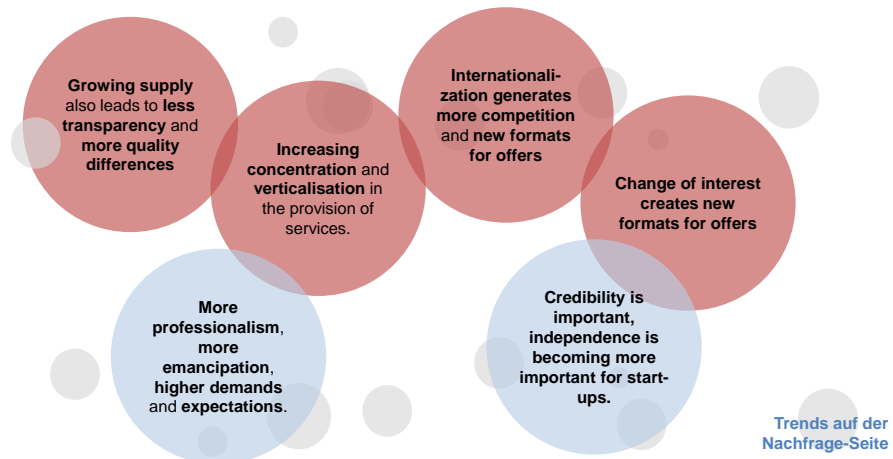 Growing supply
also leads to less
transparency and
more quality
differences
Increasing
concentration and
verticalisation in
the provision of
services.
Internationali-
zation generates
more competition
and new formats
for offers
Change of interest
creates new
formats for offers
More
professionalism,
more
emancipation,
higher demands
and expectations.
Credibility is
important,
independence is
becoming more
important for start-
ups.
Trends auf der
Nachfrage-Seite